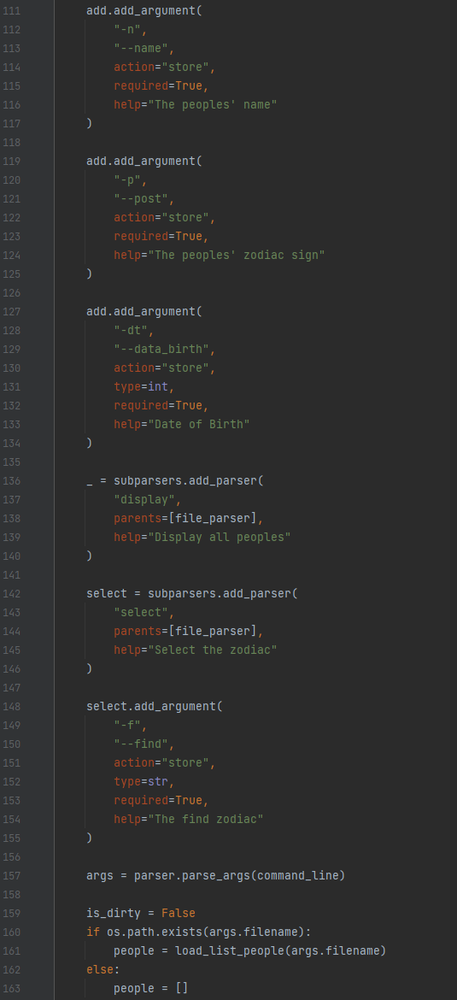 111 add.add_argument(
112 "-n",
113 "--name",
114 action="store",
115 required=True,
116 help="The peoples' name"
117 )
118
119 add.add_argument(
120 "-p",
121 "--post",
122 action="store",
123 required=True,
124 help="The peoples' zodiac sign"
125 )
126
127 add.add_argument(
128 "-dt",
129 "--data_birth",
130 action="store",
131 type=int,
132 required=True,
133 help="Date of Birth"
134 )
135
136 _ = subparsers.add_parser(
137 "display",
138 parents=[file_parser],
139 help="Display all peoples"
140 )
141
142 select = subparsers.add_parser(
143 "select",
144 parents=[file_parser],
145 help="Select the zodiac"
146 )
147
148 select.add_argument(
149 "-f",
150 "--find",
151 action="store",
152 type=str,
153 required=True,
154 help="The find zodiac"
155 )
156
157 args = parser.parse_args(command_line)
158
159 is_dirty = False
160 if os.path.exists(args.filename):
161 people = load_list_people(args.filename)
162 else:
163 people = []